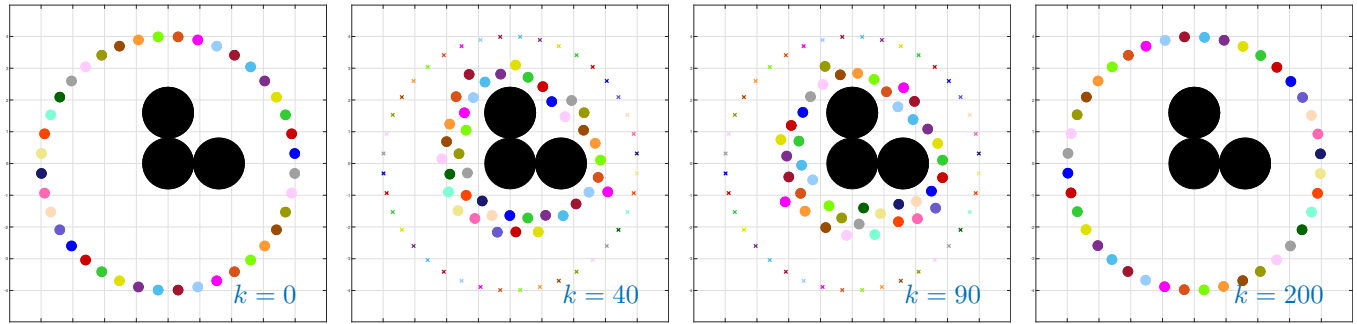 k = 0
k = 40
k = 90
k = 200